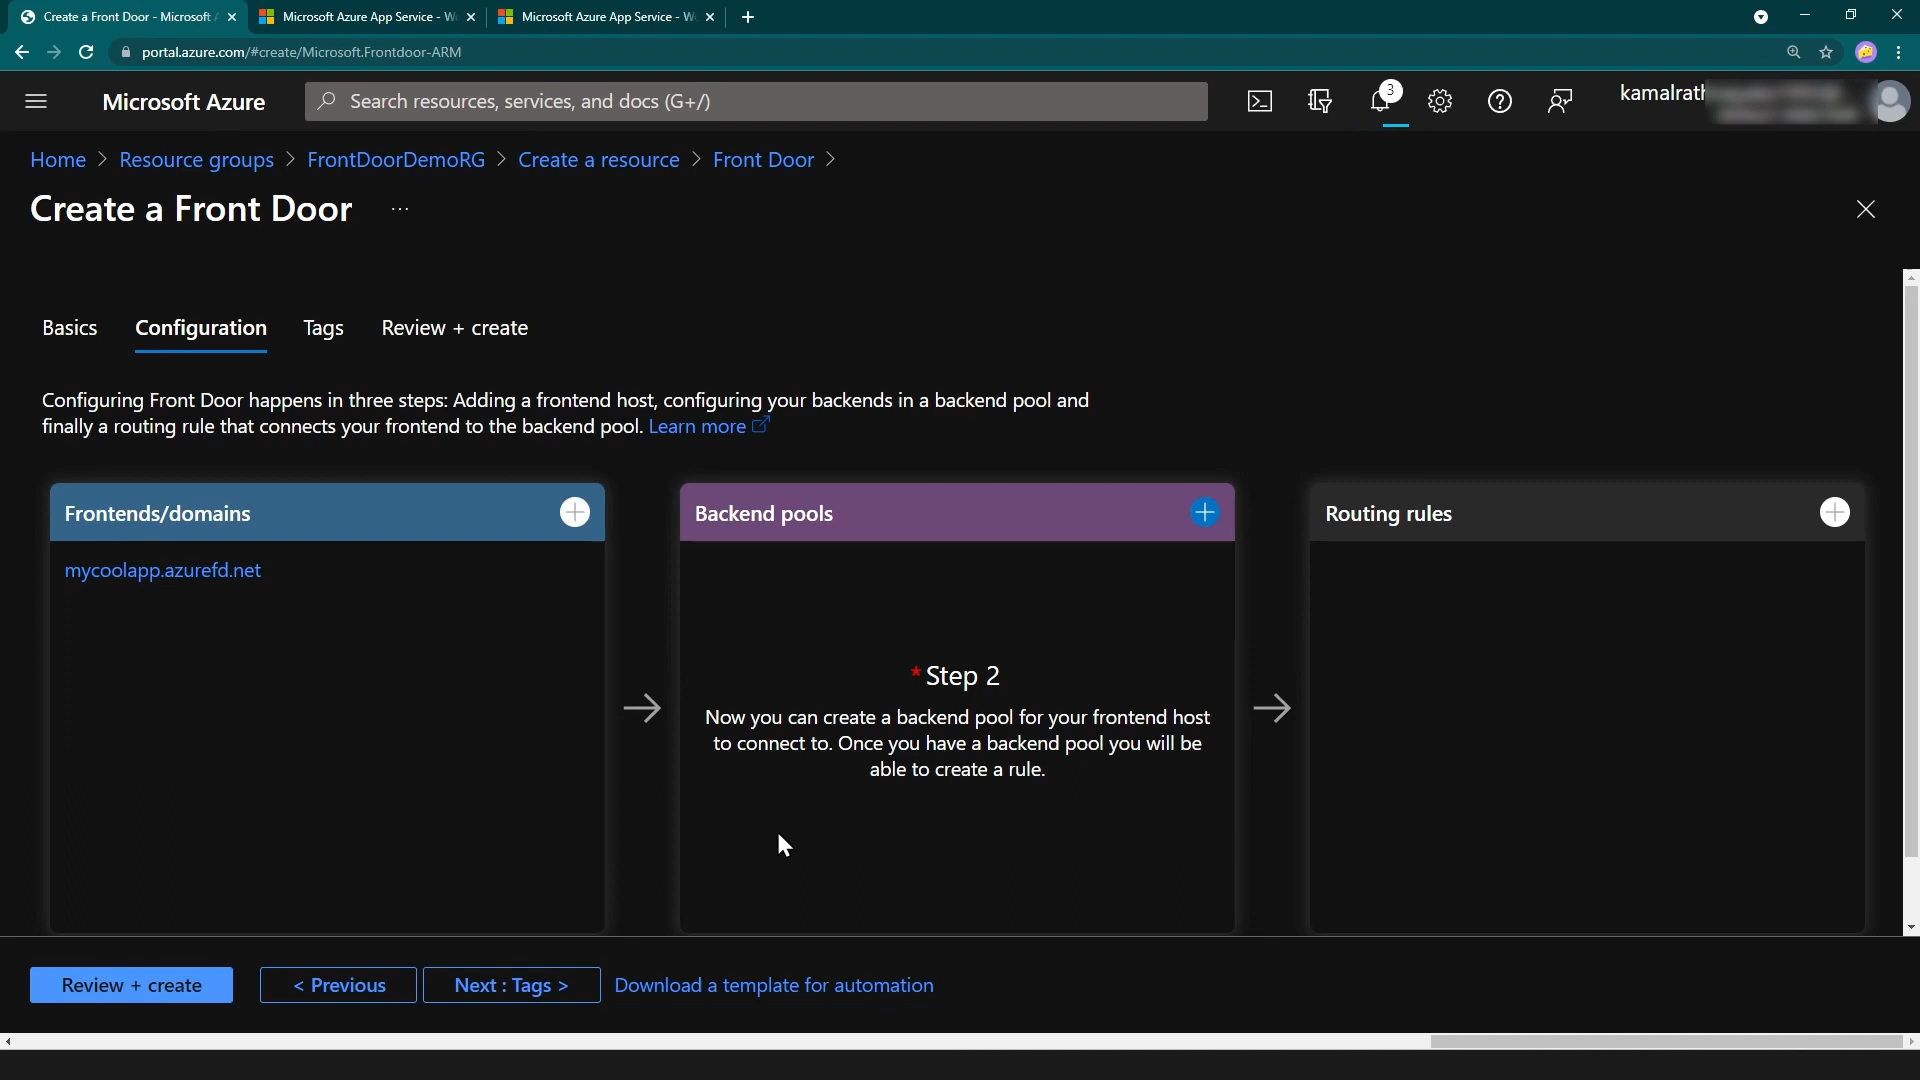 Create a Front Door - Microsoft
Microsoft Azure App Service - W
Microsoft Azure App Service - W
portal.azure.com/#create/Microsoft.Frontdoor-ARM
Microsoft Azure
Search resources, services, and docs (G+/)
3
kamalrath
Home > Resource groups > FrontDoorDemoRG > Create a resource > Front Door >
Create a Front Door ...
Basics
Configuration
Tags
Review + create
Configuring Front Door happens in three steps: Adding a frontend host, configuring your backends in a backend pool and
finally a routing rule that connects your frontend to the backend pool. Learn more
Frontends/domains
mycoolapp.azurefd.net
Backend pools
* Step 2
Now you can create a backend pool for your frontend host
to connect to. Once you have a backend pool you will be
able to create a rule.
Routing rules
Review + create
< Previous
Next : Tags >
Download a template for automation